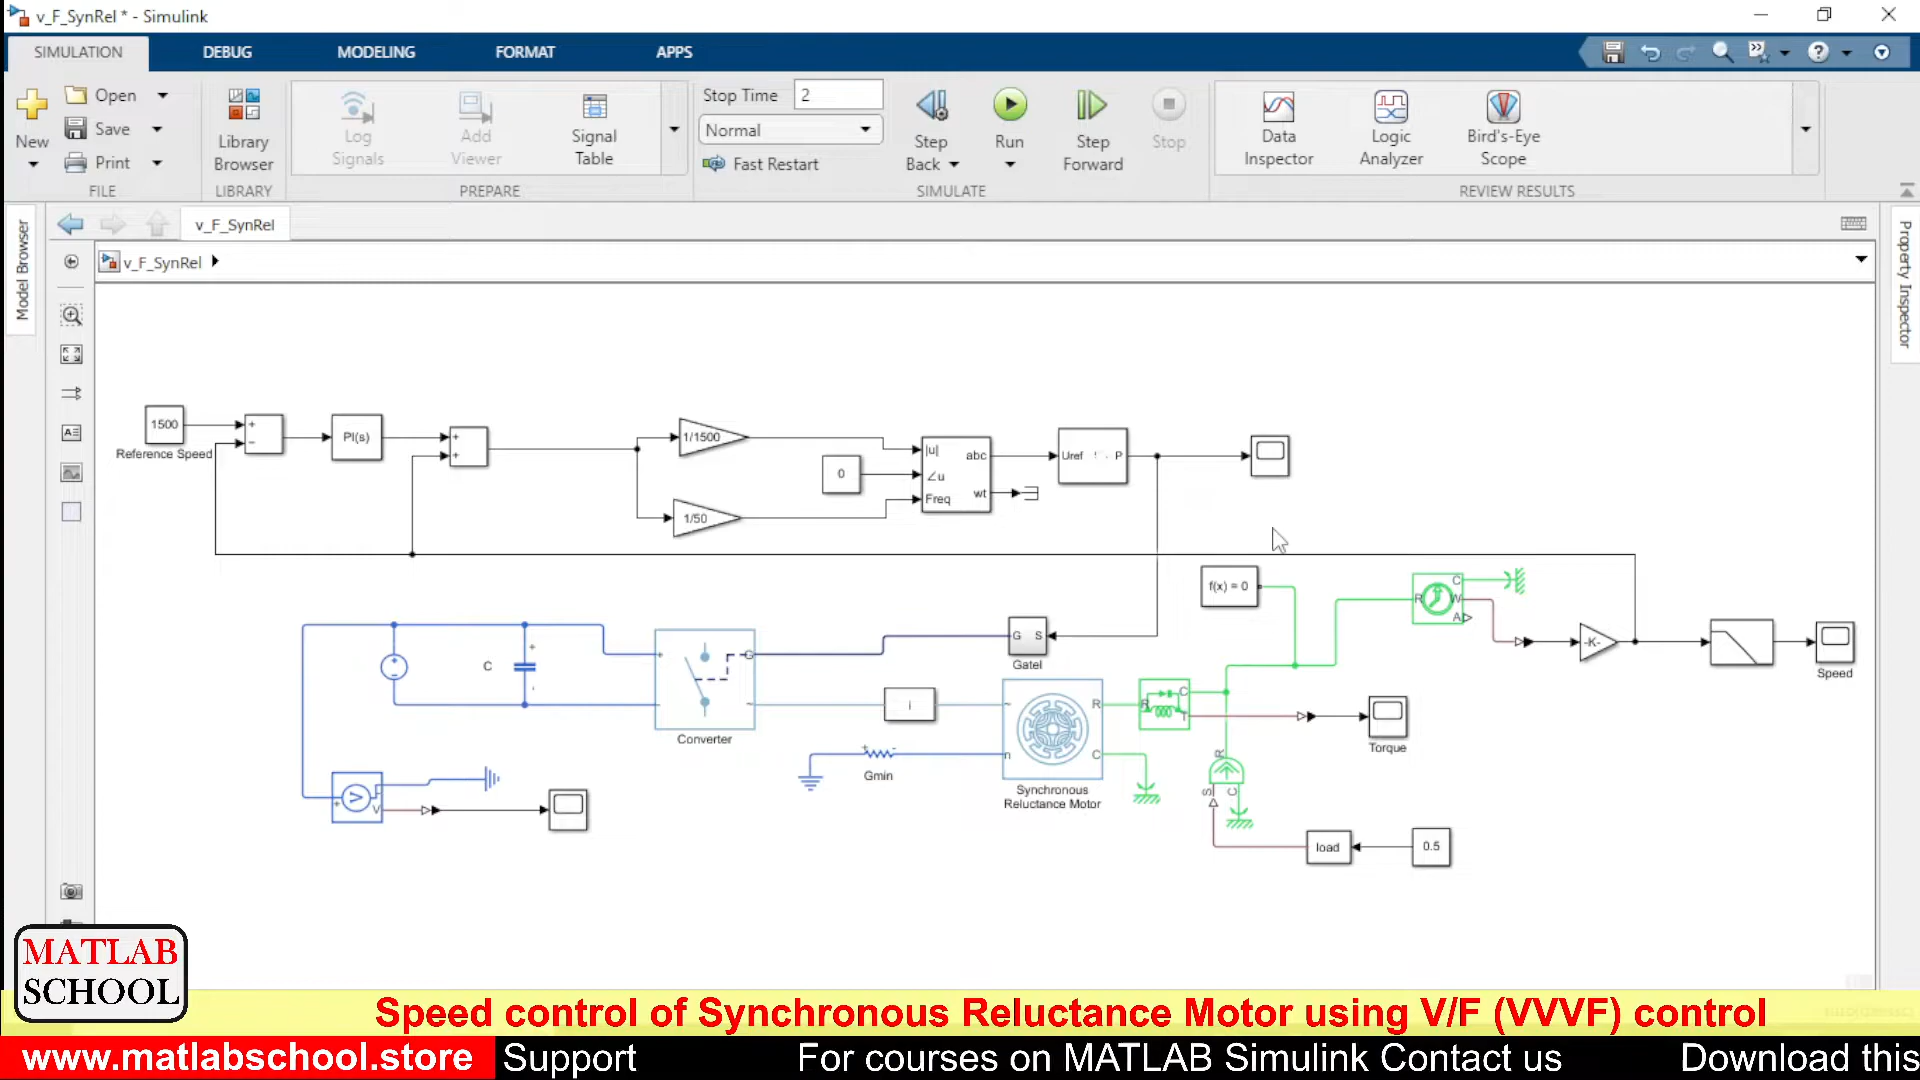 v_F_SynRel * - Simulink
SIMULATION DEBUG MODELING FORMAT APPS
New
Open
Save
Print
FILE
Library
Browser
LIBRARY
Log
Signals
Add
Viewer
Signal
Table
PREPARE
Stop Time 2
Normal
Fast Restart
Step
Back
Run
Step
Forward
Stop
SIMULATE
Data
Inspector
Logic
Analyzer
Bird's-Eye
Scope
REVIEW RESULTS
Model Browser
Property Inspector
v_F_SynRel
v_F_SynRel
1500
Reference Speed
+
−
PI(s)
+
+
1/1500
1/50
0
|u|
∠u
Freq
abc
wt
Uref P
f(x) = 0
R C W A
-K-
Speed
G S
GateI
C
+
+
-
G
~
Converter
i
~
n
R
C
Synchronous
Reluctance Motor
+ -
Gmin
R C T
Torque
R
S C
load
0.5
+ V
V
MATLAB
SCHOOL
Speed control of Synchronous Reluctance Motor using V/F (VVVF) control
www.matlabschool.store Support For courses on MATLAB Simulink Contact us Download this